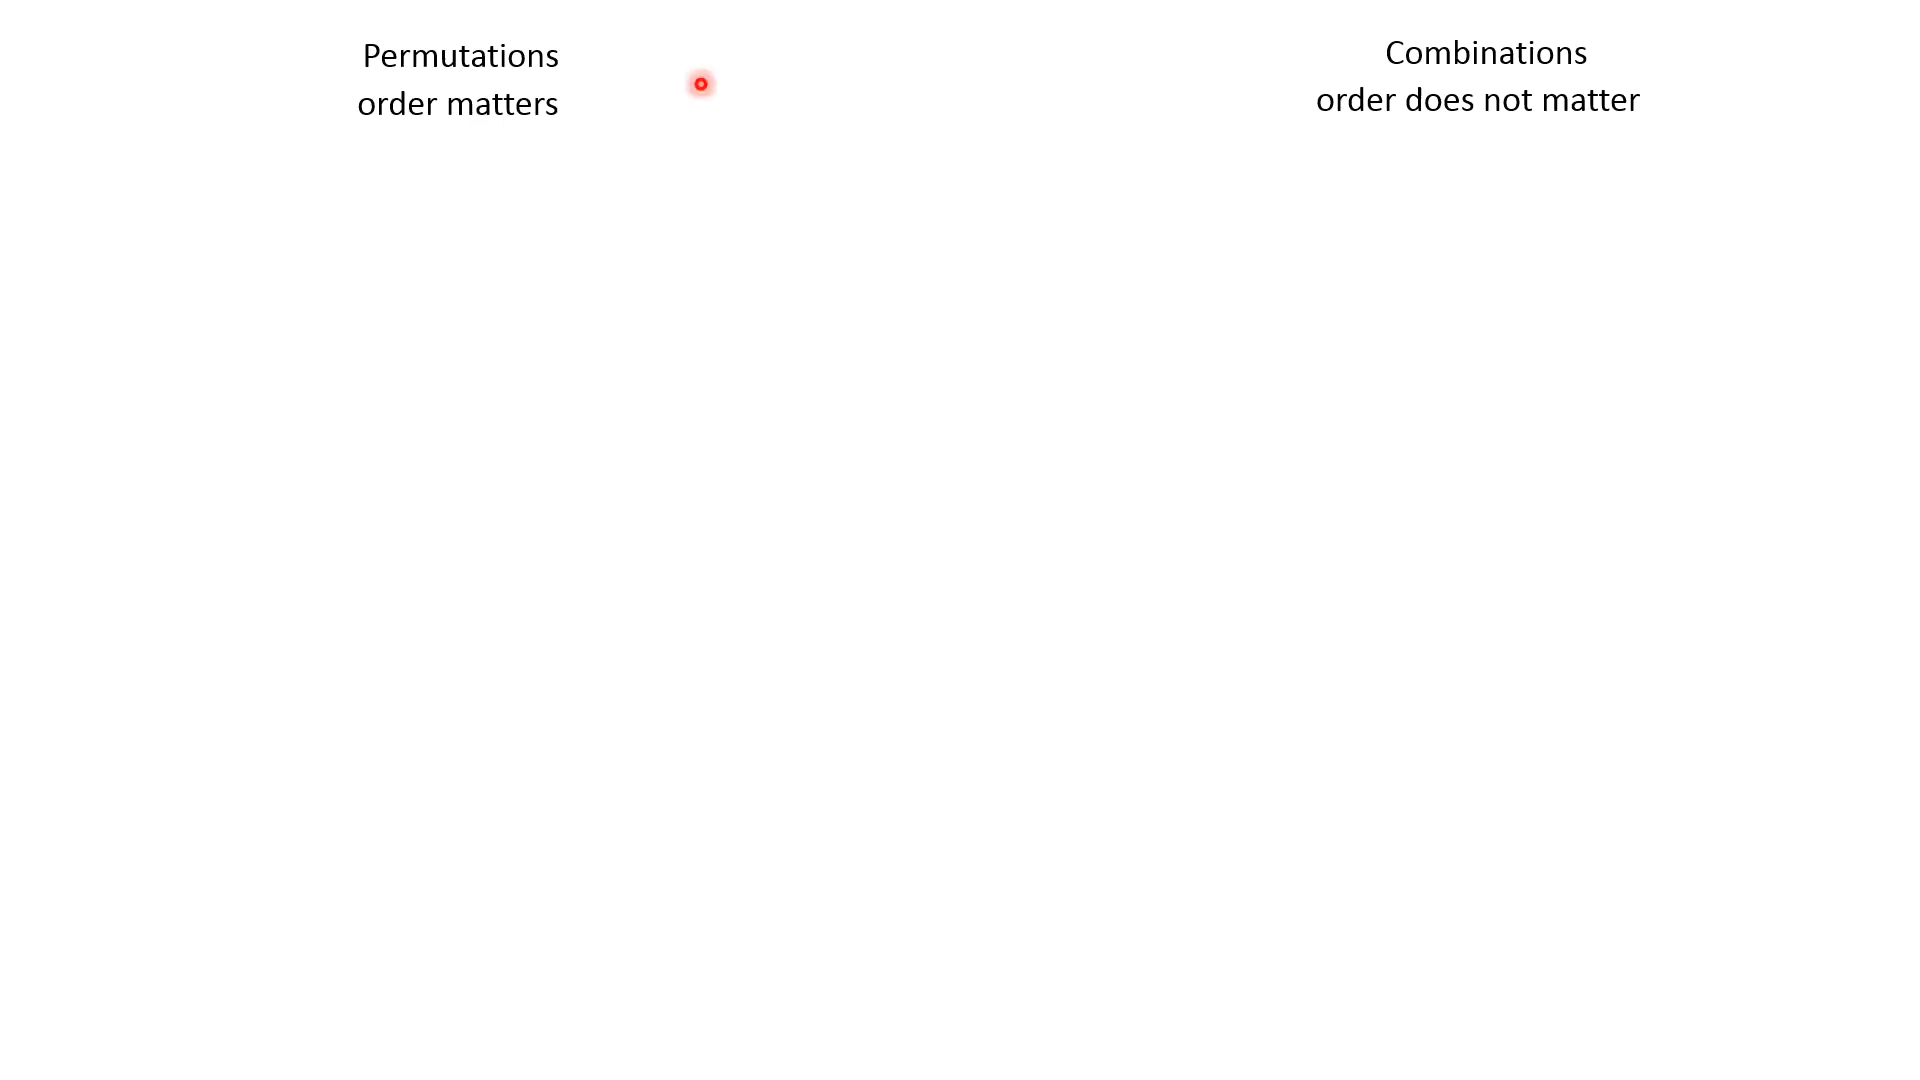 Permutations
order matters
Combinations
order does not matter